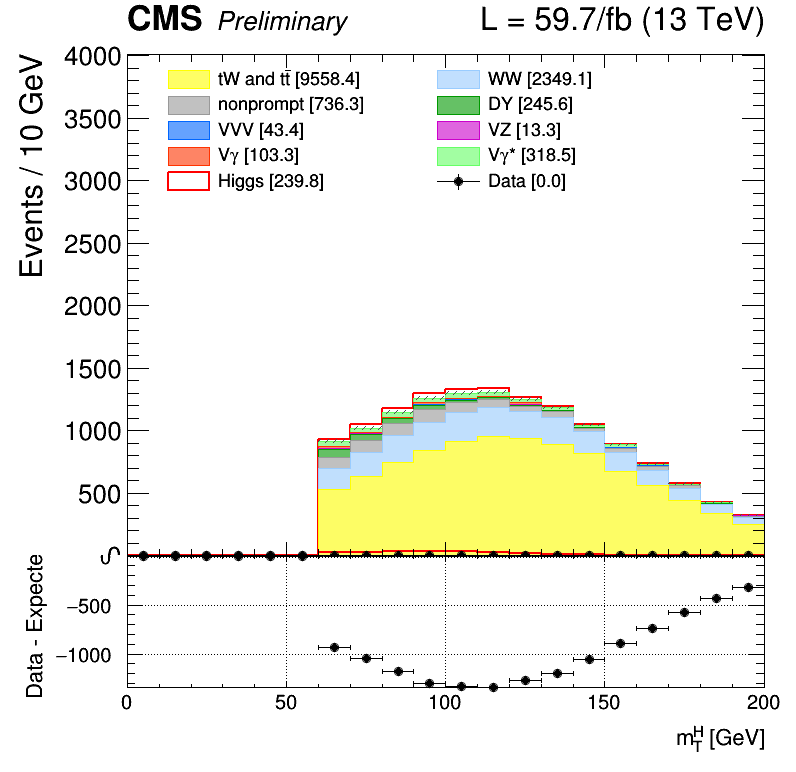 CMS Preliminary L = 59.7/fb (13 TeV)
Events / 10 GeV
4000
3500
3000
2500
2000
1500
1000
500
0
tW and tt̄ [9558.4]
nonprompt [736.3]
VVV [43.4]
Vγ [103.3]
Higgs [239.8]
WW [2349.1]
DY [245.6]
VZ [13.3]
Vγ* [318.5]
Data [0.0]
Data - Expecte
0
−500
−1000
0 50 100 150 200
m_T^H [GeV]